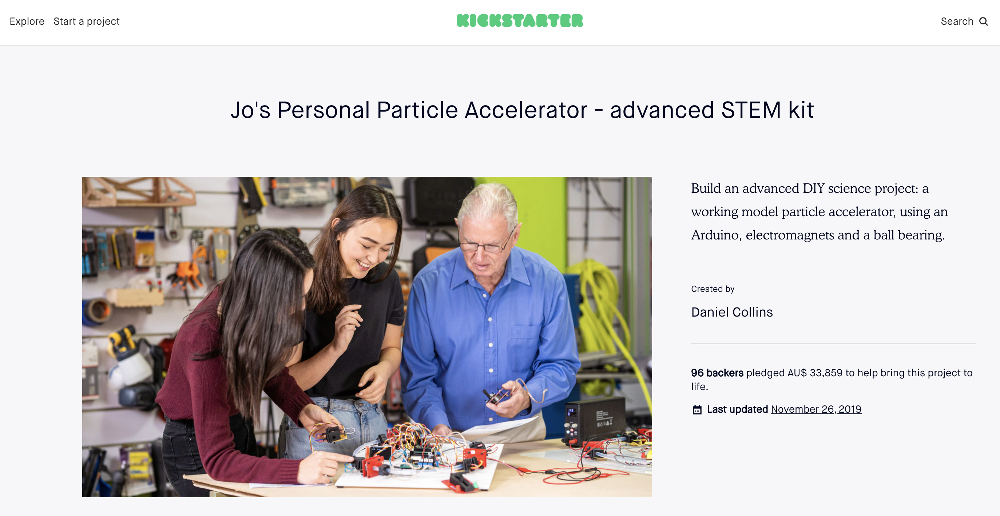 Explore Start a project KICKSTARTER Search
Jo's Personal Particle Accelerator - advanced STEM kit
Build an advanced DIY science project: a
working model particle accelerator, using an
Arduino, electromagnets and a ball bearing.
Created by
Daniel Collins
96 backers pledged AU$ 33,859 to help bring this project to
life.
Last updated November 26, 2019